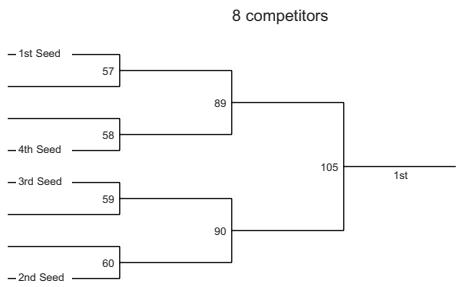 8 competitors
1st Seed
57
89
58
4th Seed
105
1st
3rd Seed
59
90
60
2nd Seed